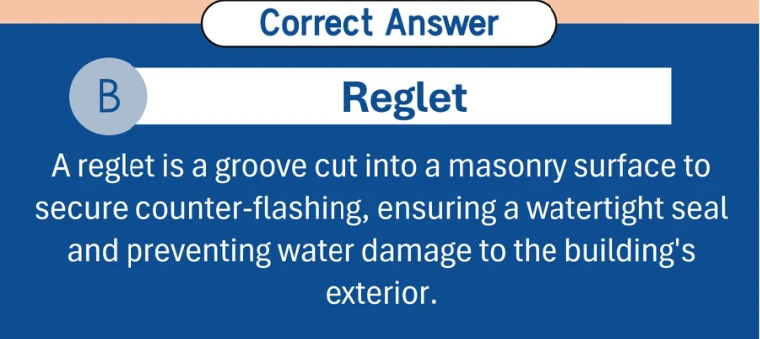 Correct Answer
B
Reglet
A reglet is a groove cut into a masonry surface to
secure counter-flashing, ensuring a watertight seal
and preventing water damage to the building's
exterior.